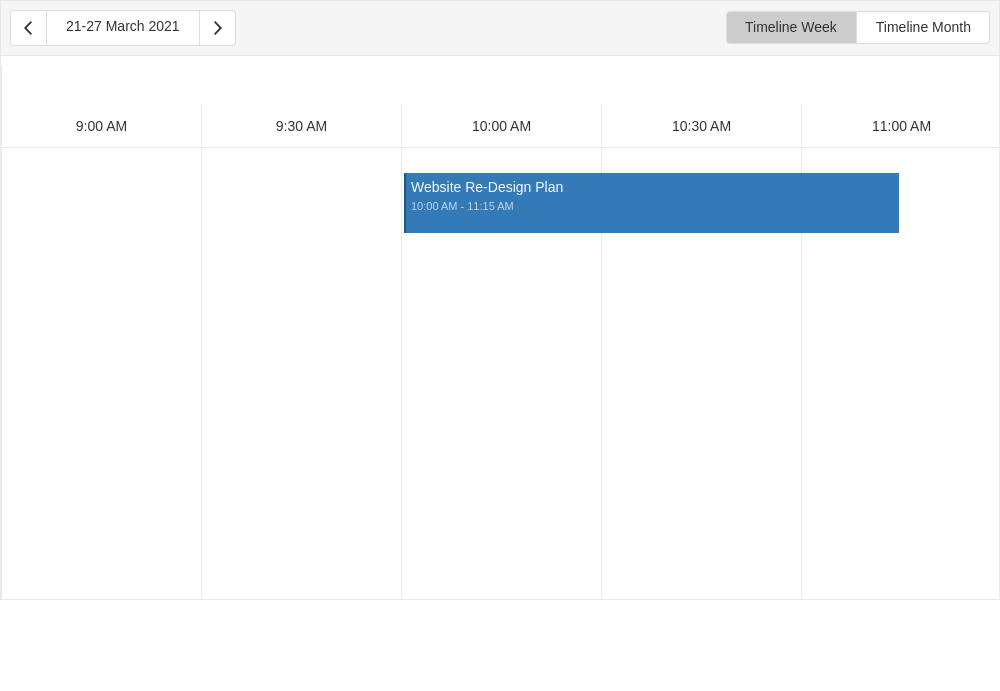 21-27 March 2021
Timeline Week
Timeline Month
9:00 AM
9:30 AM
10:00 AM
10:30 AM
11:00 AM
Website Re-Design Plan
10:00 AM - 11:15 AM